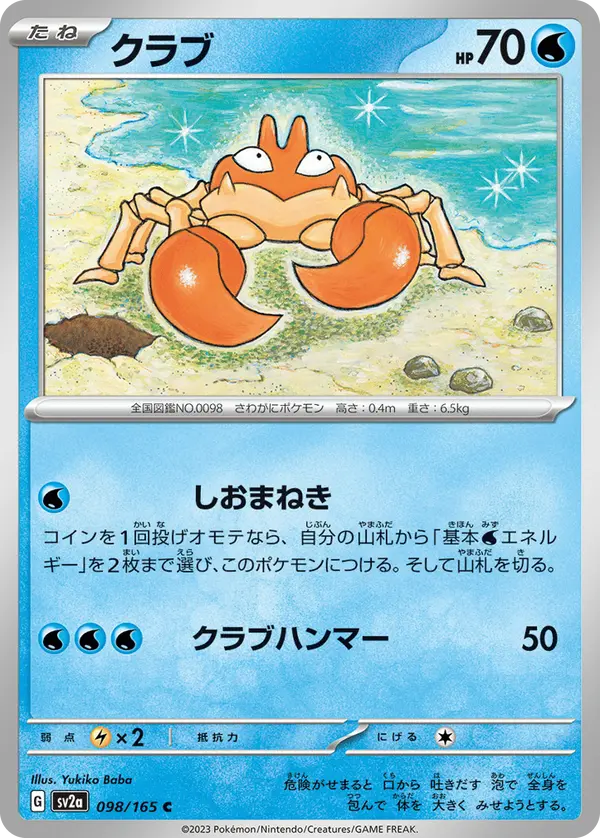 たね
クラブ
HP70
全国図鑑NO.0098 さわがにポケモン 高さ:0.4m 重さ:6.5kg
しおまねき
コインを1回投げオモテなら、自分の山札から「基本エネル
ギー」を2枚まで選び、このポケモンにつける。そして山札を切る。
クラブハンマー 50
弱点 ×2 抵抗力 にげる
Illus. Yukiko Baba
G sv2a 098/165 C
危険がせまると 口から 吐きだす 泡で 全身を
包んで 体を 大きく みせようとする。
©2023 Pokémon/Nintendo/Creatures/GAME FREAK.